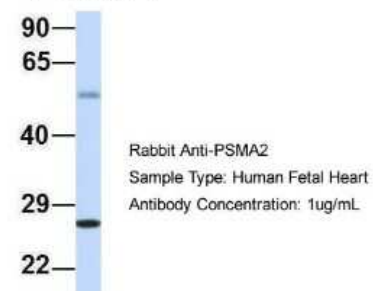 90
65
40
Rabbit Anti-PSMA2
Sample Type: Human Fetal Heart
Antibody Concentration: 1ug/mL
29
22